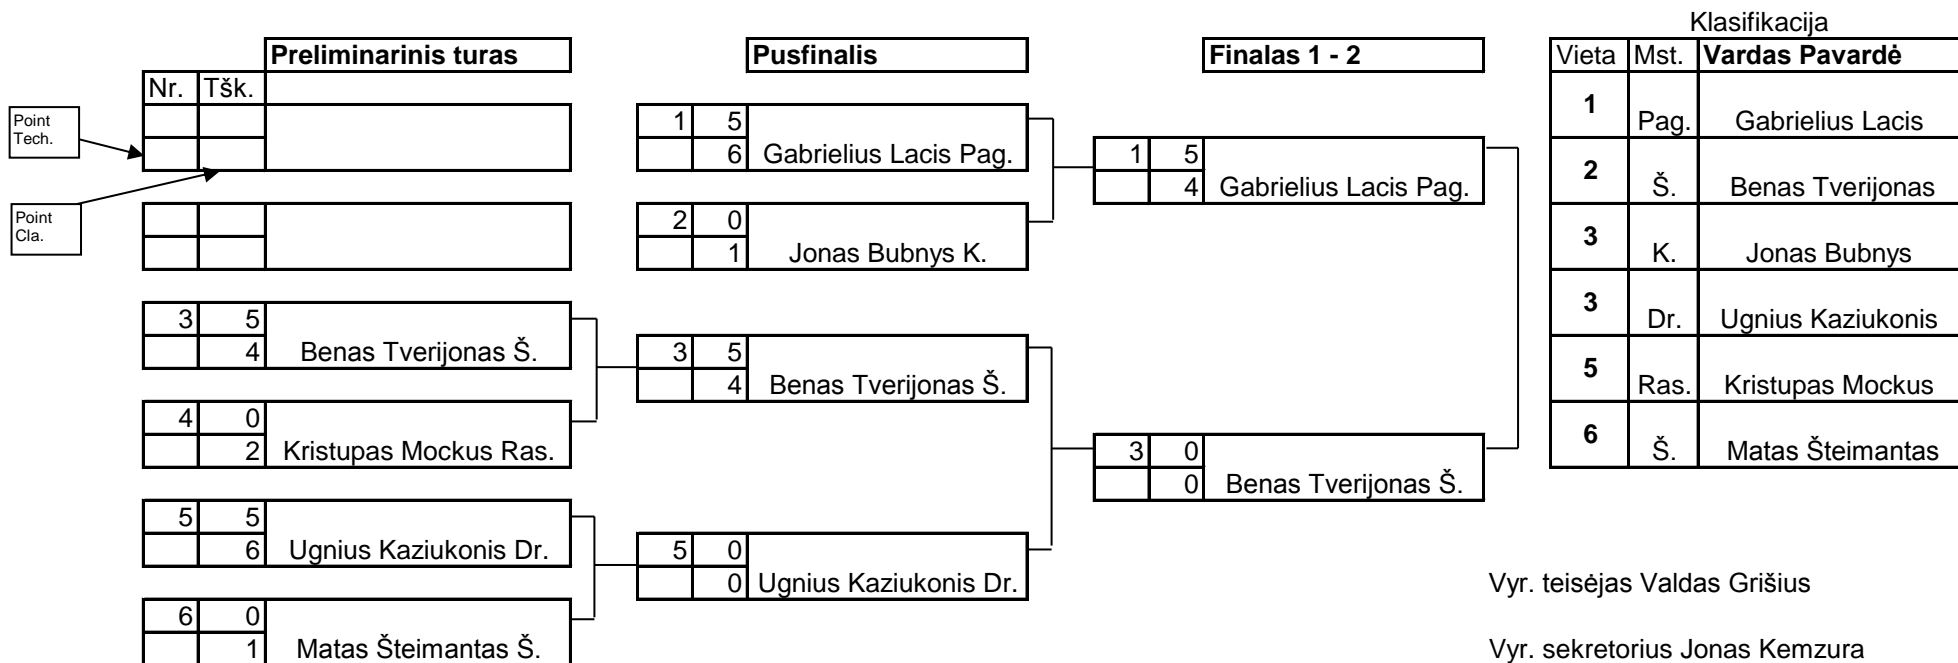 Klasifikacija
Preliminarinis turas Pusfinalis Finalas 1 - 2 Vieta Mst. Vardas Pavardė
Nr. Tšk.
Point Tech.
Point Cla.
1 5
6 Gabrielius Lacis Pag.
2 0
1 Jonas Bubnys K.
3 5
4 Benas Tverijonas Š.
4 0
2 Kristupas Mockus Ras.
5 5
6 Ugnius Kaziukonis Dr.
6 0
1 Matas Šteimantas Š.
3 5
4 Benas Tverijonas Š.
5 0
0 Ugnius Kaziukonis Dr.
1 5
4 Gabrielius Lacis Pag.
3 0
0 Benas Tverijonas Š.
1 Pag. Gabrielius Lacis
2 Š. Benas Tverijonas
3 K. Jonas Bubnys
3 Dr. Ugnius Kaziukonis
5 Ras. Kristupas Mockus
6 Š. Matas Šteimantas
Vyr. teisėjas Valdas Grišius
Vyr. sekretorius Jonas Kemzura